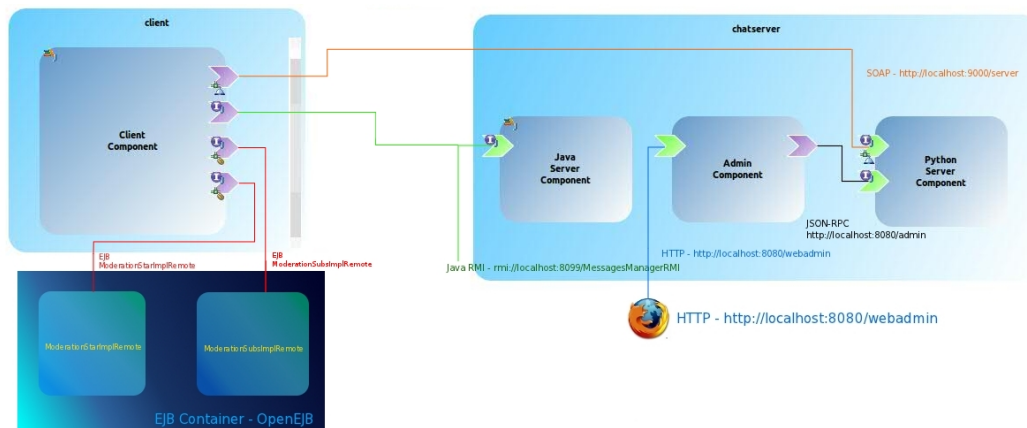 client
chatserver
SOAP - http://localhost:9000/server
Client
Component
Java
Server
Component
Admin
Component
Python
Server
Component
JSON-RPC
http://localhost:8080/admin
EJB
ModerationStarImplRemote
EJB
ModerationSubsImplRemote
Java RMI - rmi://localhost:8099/MessagesManagerRMI
HTTP - http://localhost:8080/webadmin
HTTP - http://localhost:8080/webadmin
ModerationStarImplRemote
ModerationSubsImplRemote
EJB Container - OpenEJB